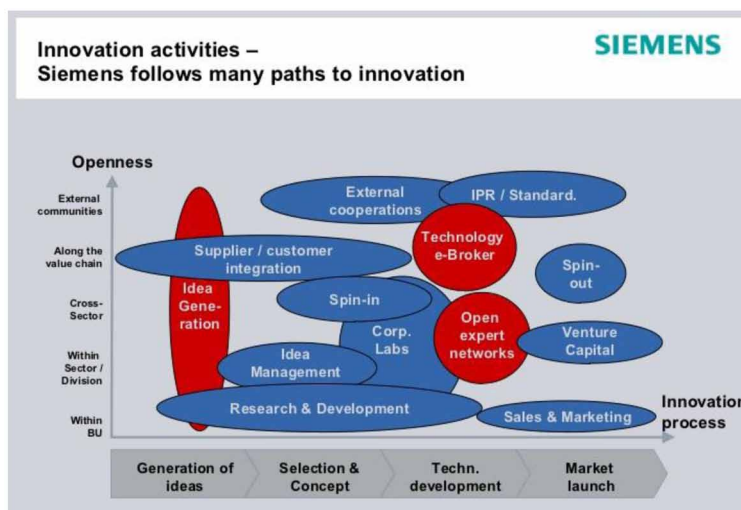 Innovation activities –
Siemens follows many paths to innovation
SIEMENS
Openness
External
communities
Along the
value chain
Cross-
Sector
Within
Sector /
Division
Within
BU
External
cooperations
IPR / Standard.
Technology
e-Broker
Supplier / customer
integration
Idea
Gene-
ration
Spin-
out
Spin-in
Corp.
Labs
Open
expert
networks
Venture
Capital
Idea
Management
Research & Development
Sales & Marketing
Innovation
process
Generation of
ideas
Selection &
Concept
Techn.
development
Market
launch